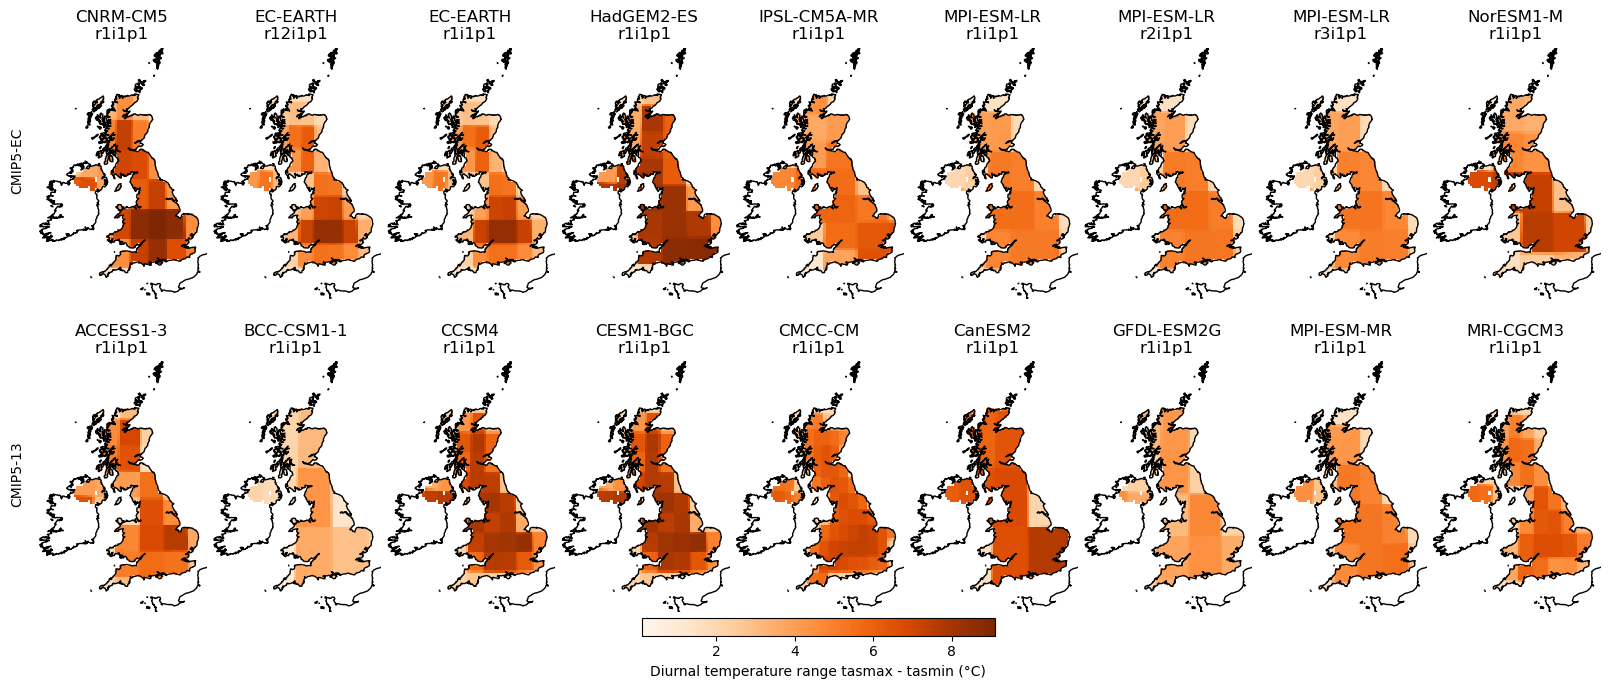 CNRM-CM5
r1i1p1
EC-EARTH
r12i1p1
EC-EARTH
r1i1p1
HadGEM2-ES
r1i1p1
IPSL-CM5A-MR
r1i1p1
MPI-ESM-LR
r1i1p1
MPI-ESM-LR
r2i1p1
MPI-ESM-LR
r3i1p1
NorESM1-M
r1i1p1
CMIP5-EC
ACCESS1-3
r1i1p1
BCC-CSM1-1
r1i1p1
CCSM4
r1i1p1
CESM1-BGC
r1i1p1
CMCC-CM
r1i1p1
CanESM2
r1i1p1
GFDL-ESM2G
r1i1p1
MPI-ESM-MR
r1i1p1
MRI-CGCM3
r1i1p1
CMIP5-13
2 4 6 8
Diurnal temperature range tasmax - tasmin (°C)